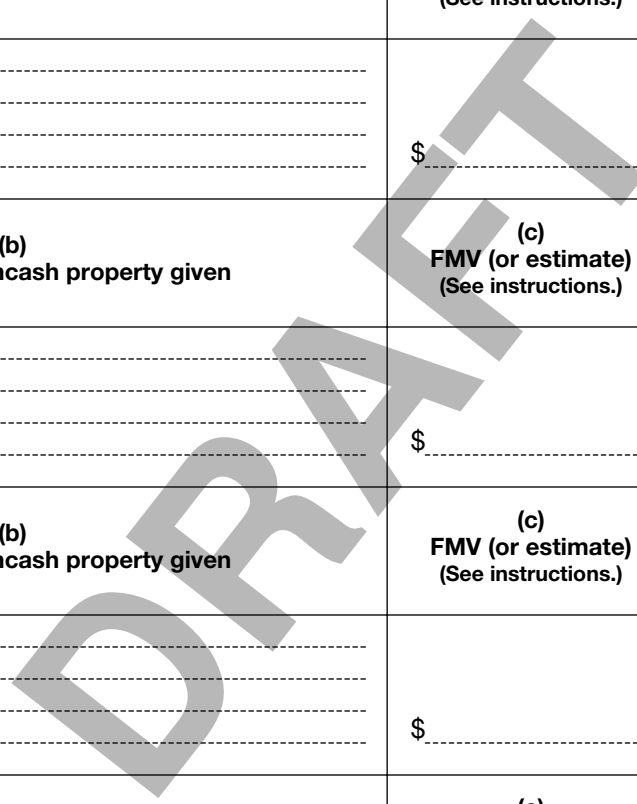 (See instructions.)
$
(b)
ncash property given
(c)
FMV (or estimate)
(See instructions.)
$
(b)
ncash property given
(c)
FMV (or estimate)
(See instructions.)
$
DRAFT